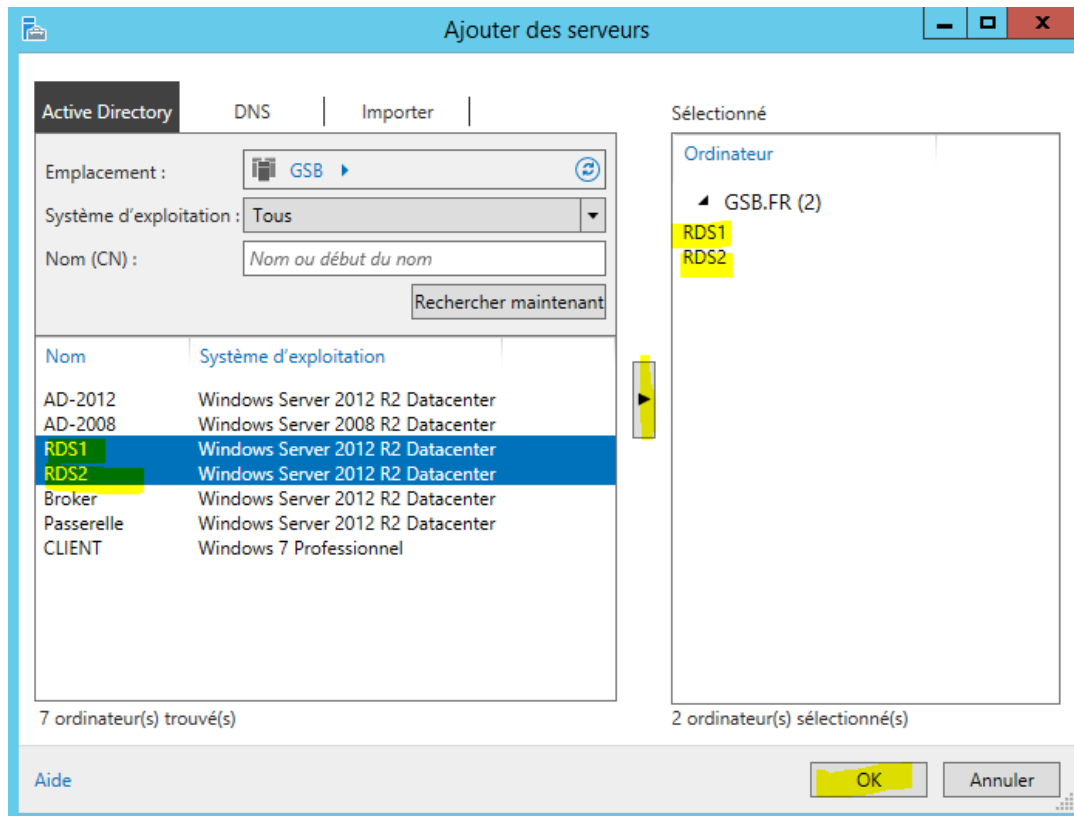 Ajouter des serveurs
Active Directory DNS Importer
Emplacement : GSB
Système d'exploitation : Tous
Nom (CN) : Nom ou début du nom
Rechercher maintenant
Nom Système d'exploitation
AD-2012 Windows Server 2012 R2 Datacenter
AD-2008 Windows Server 2008 R2 Datacenter
RDS1 Windows Server 2012 R2 Datacenter
RDS2 Windows Server 2012 R2 Datacenter
Broker Windows Server 2012 R2 Datacenter
Passerelle Windows Server 2012 R2 Datacenter
CLIENT Windows 7 Professionnel
7 ordinateur(s) trouvé(s)
Sélectionné
Ordinateur
GSB.FR (2)
RDS1
RDS2
2 ordinateur(s) sélectionné(s)
Aide OK Annuler